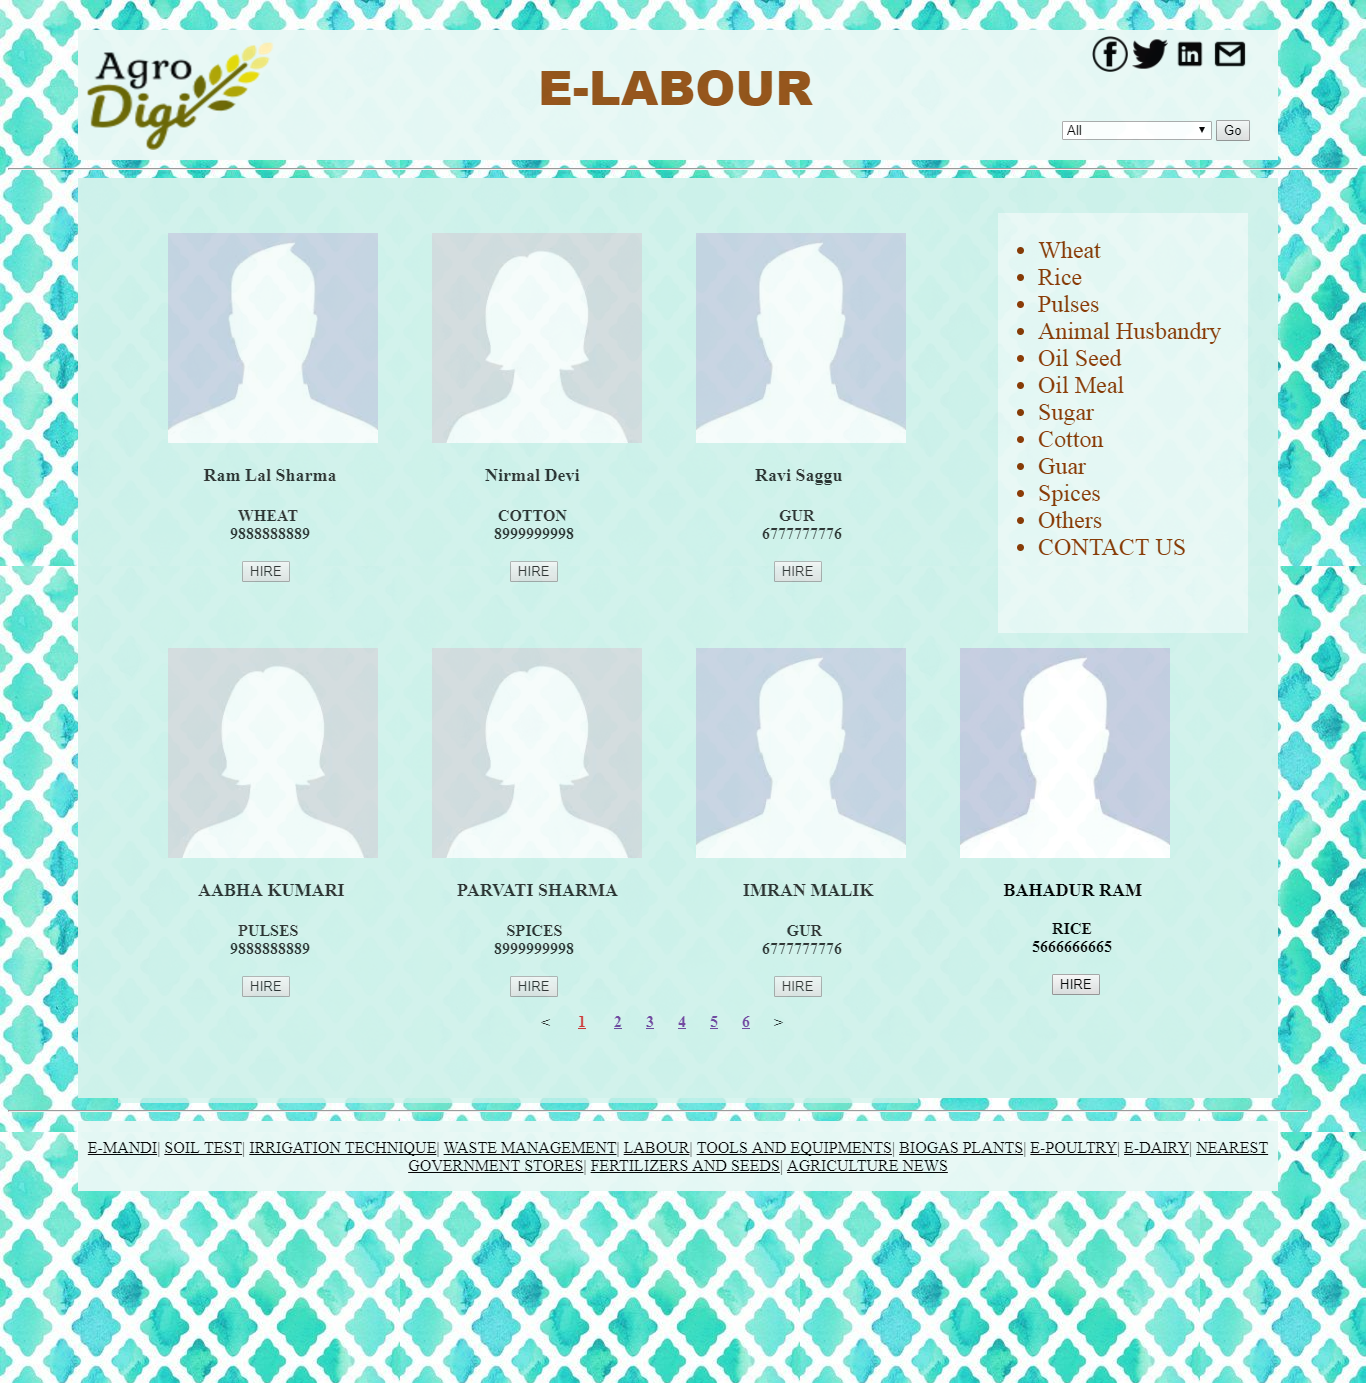 Agro
Digi
E-LABOUR
All
Go
Wheat
Rice
Pulses
Animal Husbandry
Oil Seed
Oil Meal
Sugar
Cotton
Guar
Spices
Others
CONTACT US
Ram Lal Sharma
WHEAT
9888888889
HIRE
Nirmal Devi
COTTON
8999999998
HIRE
Ravi Saggu
GUR
6777777776
HIRE
AABHA KUMARI
PULSES
9888888889
HIRE
PARVATI SHARMA
SPICES
8999999998
HIRE
IMRAN MALIK
GUR
6777777776
HIRE
BAHADUR RAM
RICE
5666666665
HIRE
< 1 2 3 4 5 6 >
E-MANDI| SOIL TEST| IRRIGATION TECHNIQUE| WASTE MANAGEMENT| LABOUR| TOOLS AND EQUIPMENTS| BIOGAS PLANTS| E-POULTRY| E-DAIRY| NEAREST
GOVERNMENT STORES| FERTILIZERS AND SEEDS| AGRICULTURE NEWS